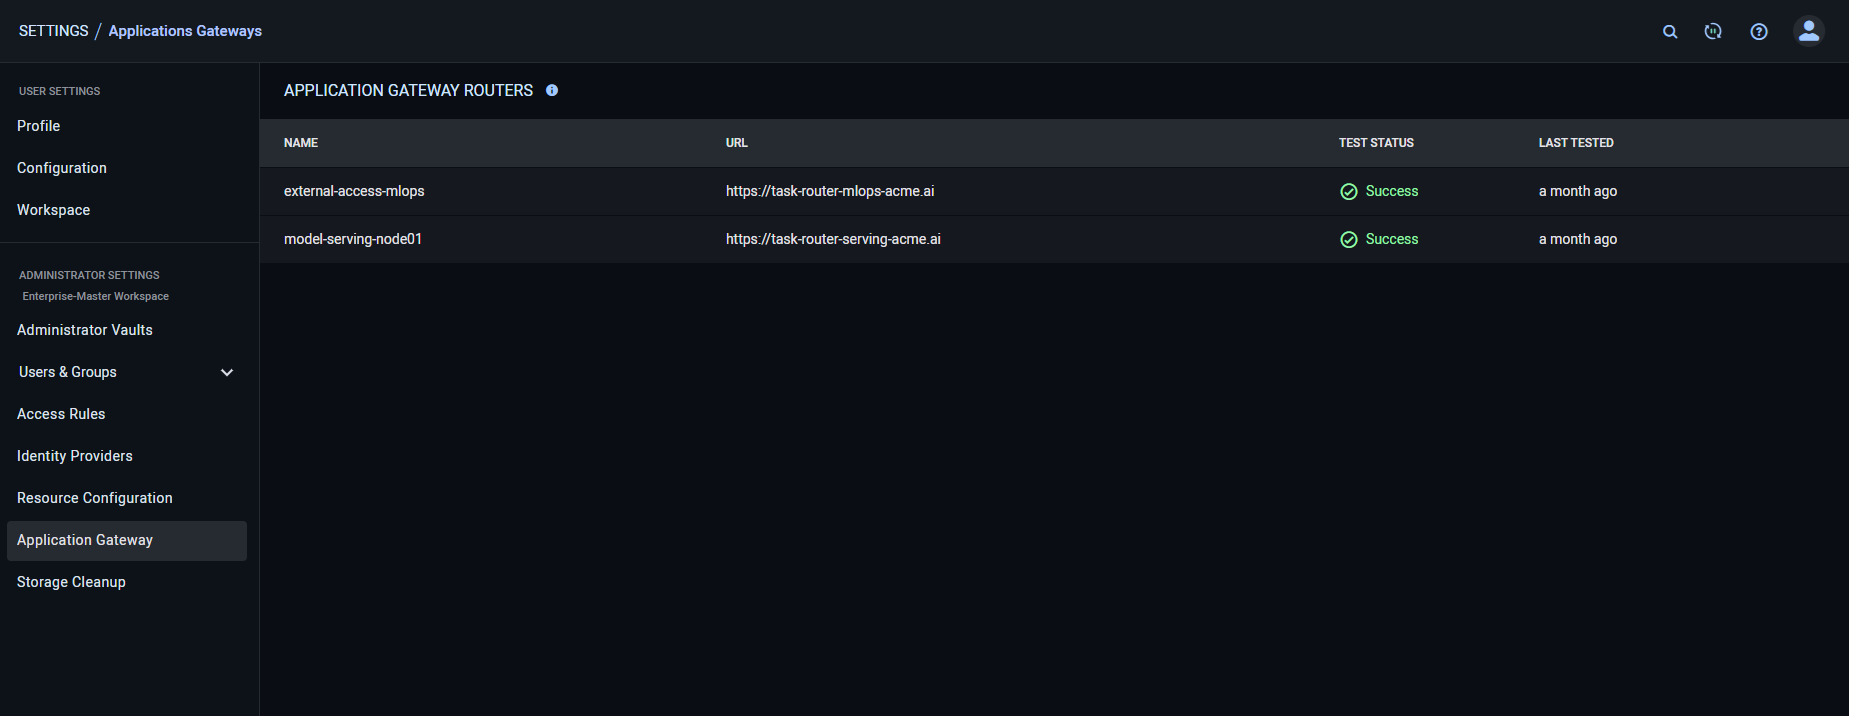 SETTINGS / Applications Gateways
USER SETTINGS
Profile
Configuration
Workspace
ADMINISTRATOR SETTINGS
Enterprise-Master Workspace
Administrator Vaults
Users & Groups
Access Rules
Identity Providers
Resource Configuration
Application Gateway
Storage Cleanup
APPLICATION GATEWAY ROUTERS
NAME URL TEST STATUS LAST TESTED
external-access-mlops https://task-router-mlops-acme.ai Success a month ago
model-serving-node01 https://task-router-serving-acme.ai Success a month ago